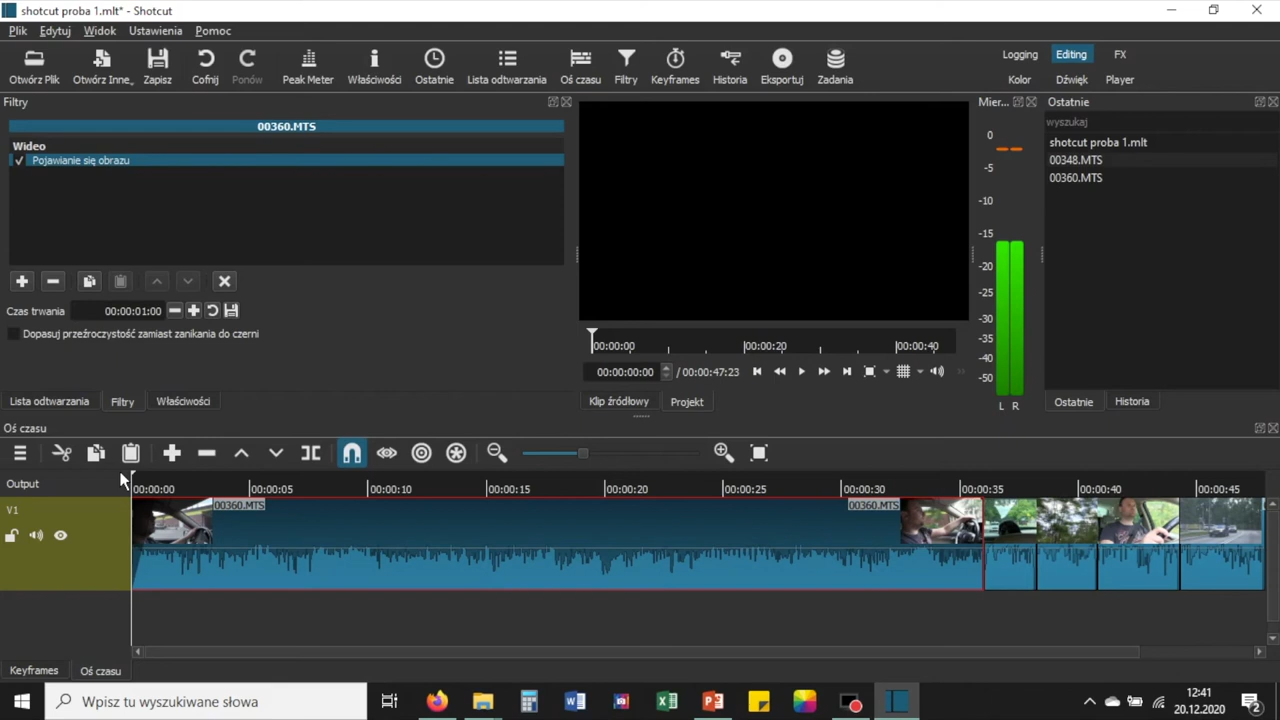 shotcut proba 1.mlt* - Shotcut
Plik Edytuj Widok Ustawienia Pomoc
Otwórz Plik Otwórz Inne... Zapisz Cofnij Ponów Peak Meter Właściwości Ostatnie Lista odtwarzania Oś czasu Filtry Keyframes Historia Eksportuj Zadania
Logging Editing FX
Kolor Dźwięk Player
Filtry
00360.MTS
Wideo
Pojawianie się obrazu
Czas trwania 00:00:01:00
Dopasuj przeźroczystość zamiast zanikania do czerni
Lista odtwarzania Filtry Właściwości
00:00:00 00:00:20 00:00:40
00:00:00:00 / 00:00:47:23
Klip źródłowy Projekt
Mier...
0
-5
-10
-15
-20
-25
-30
-35
-40
-50
L R
Ostatnie
wyszukaj
shotcut proba 1.mlt
00348.MTS
00360.MTS
Ostatnie Historia
Oś czasu
Output
00:00:00 00:00:05 00:00:10 00:00:15 00:00:20 00:00:25 00:00:30 00:00:35 00:00:40 00:00:45
V1
00360.MTS 00360.MTS
Keyframes Oś czasu
Wpisz tu wyszukiwane słowa
12:41
20.12.2020
2